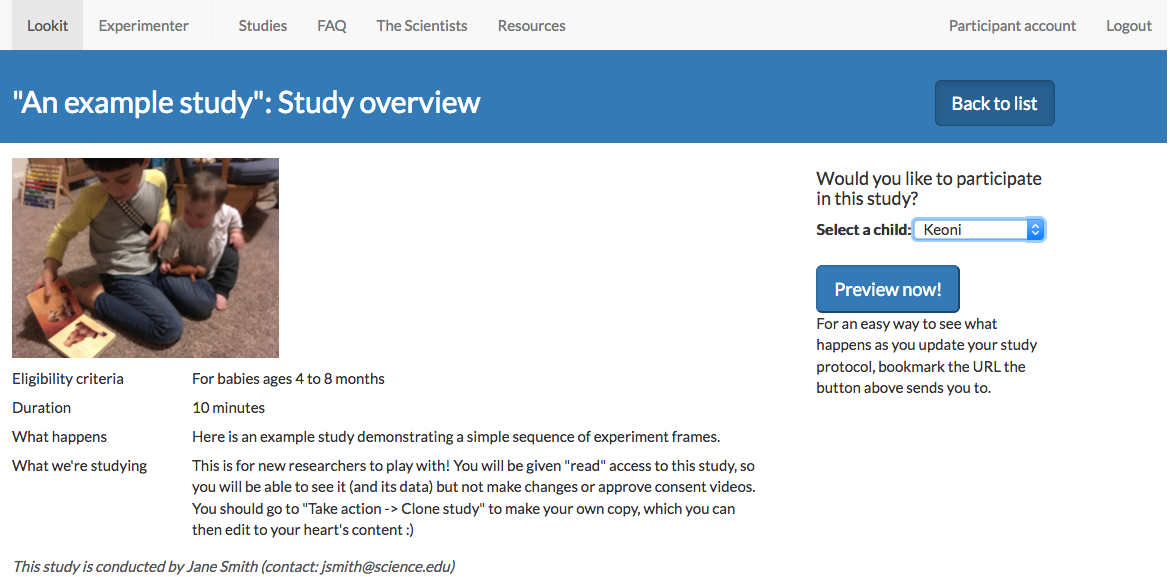 Lookit Experimenter Studies FAQ The Scientists Resources Participant account Logout
"An example study": Study overview
Back to list
Would you like to participate
in this study?
Select a child: Keoni
Preview now!
For an easy way to see what
happens as you update your study
protocol, bookmark the URL the
button above sends you to.
Eligibility criteria For babies ages 4 to 8 months
Duration 10 minutes
What happens Here is an example study demonstrating a simple sequence of experiment frames.
What we're studying This is for new researchers to play with! You will be given "read" access to this study, so
you will be able to see it (and its data) but not make changes or approve consent videos.
You should go to "Take action -> Clone study" to make your own copy, which you can
then edit to your heart's content :)
This study is conducted by Jane Smith (contact: jsmith@science.edu)